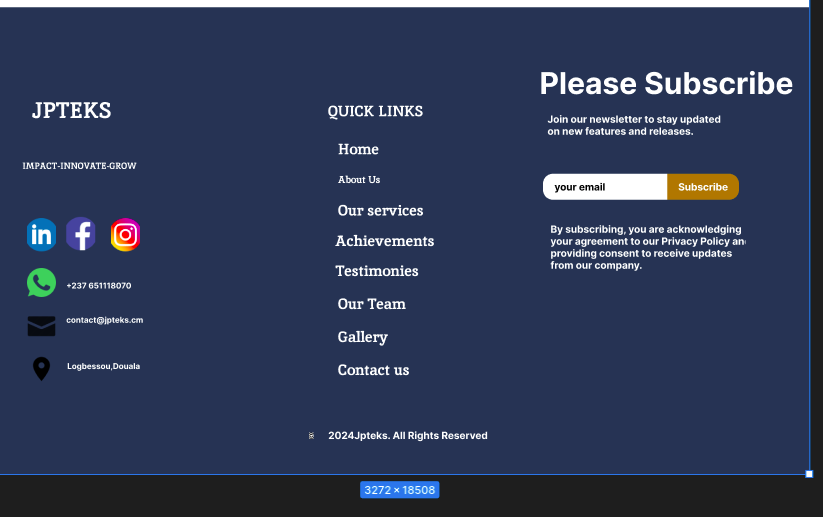 JPTEKS
IMPACT-INNOVATE-GROW
in
f
+237 651118070
contact@jpteks.cm
Logbessou,Douala
QUICK LINKS
Home
About Us
Our services
Achievements
Testimonies
Our Team
Gallery
Contact us
Please Subscribe
Join our newsletter to stay updated
on new features and releases.
your email
Subscribe
By subscribing, you are acknowledging
your agreement to our Privacy Policy an
providing consent to receive updates
from our company.
2024Jpteks. All Rights Reserved
3272 × 18508